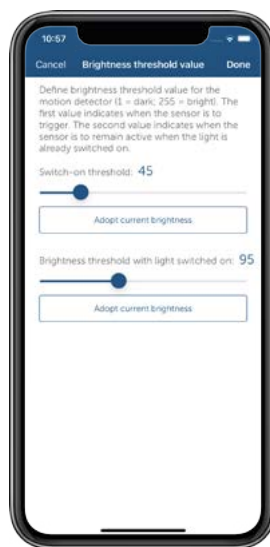 10:57
Cancel Brightness threshold value Done
Define brightness threshold value for the
motion detector (1 = dark; 255 = bright). The
first value indicates when the sensor is to
trigger. The second value indicates when the
sensor is to remain active when the light is
already switched on.
Switch-on threshold: 45
Adopt current brightness
Brightness threshold with light switched on: 95
Adopt current brightness